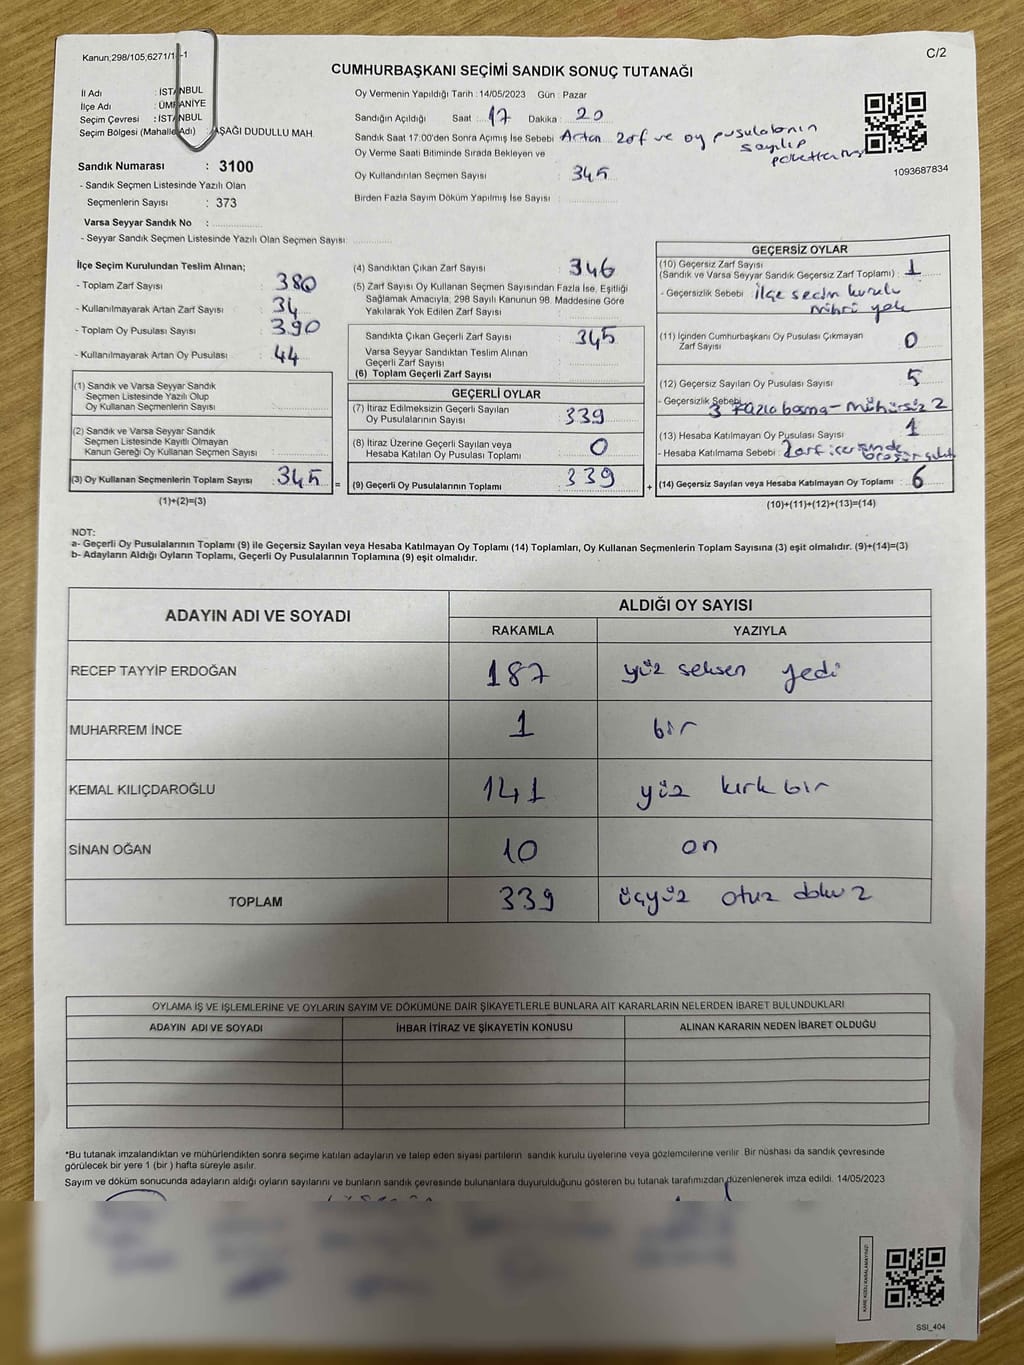 Kanun;298/105;6271/14-1
C/2
CUMHURBAŞKANI SEÇİMİ SANDIK SONUÇ TUTANAĞI
İl Adı : İSTANBUL
İlçe Adı : ÜMRANİYE
Seçim Çevresi : İSTANBUL
Seçim Bölgesi (Mahalle Adı) : AŞAĞI DUDULLU MAH.
Sandık Numarası : 3100
- Sandık Seçmen Listesinde Yazılı Olan
Seçmenlerin Sayısı : 373
Varsa Seyyar Sandık No :
- Seyyar Sandık Seçmen Listesinde Yazılı Olan Seçmen Sayısı:
Oy Vermenin Yapıldığı Tarih : 14/05/2023 Gün : Pazar
Sandığın Açıldığı Saat : 17 Dakika : 20
Sandık Saat 17:00'den Sonra Açımış İse Sebebi : Artan zarf ve oy pusulalarının
sayılıp
Oy Verme Saati Bitiminde Sırada Bekleyen ve
Oy Kullandırılan Seçmen Sayısı : 345
Birden Fazla Sayım Döküm Yapılmış İse Sayısı :
1093687834
İlçe Seçim Kurulundan Teslim Alınan;
- Toplam Zarf Sayısı : 380
- Kullanılmayarak Artan Zarf Sayısı : 34
- Toplam Oy Pusulası Sayısı : 390
- Kullanılmayarak Artan Oy Pusulası : 44
(1) Sandık ve Varsa Seyyar Sandık
Seçmen Listesinde Yazılı Olup
Oy Kullanan Seçmenlerin Sayısı :
(2) Sandık ve Varsa Seyyar Sandık
Seçmen Listesinde Kayıtlı Olmayan
Kanun Gereği Oy Kullanan Seçmen Sayısı :
(3) Oy Kullanan Seçmenlerin Toplam Sayısı : 345 =
(1)+(2)=(3)
(4) Sandıktan Çıkan Zarf Sayısı : 346
(5) Zarf Sayısı Oy Kullanan Seçmen Sayısından Fazla İse, Eşitliği
Sağlamak Amacıyla, 298 Sayılı Kanunun 98. Maddesine Göre
Yakılarak Yok Edilen Zarf Sayısı :
Sandıkta Çıkan Geçerli Zarf Sayısı : 345
Varsa Seyyar Sandıktan Teslim Alınan
Geçerli Zarf Sayısı :
(6) Toplam Geçerli Zarf Sayısı :
GEÇERLİ OYLAR
(7) İtiraz Edilmeksizin Geçerli Sayılan
Oy Pusulalarının Sayısı : 339
(8) İtiraz Üzerine Geçerli Sayılan veya
Hesaba Katılan Oy Pusulası Toplamı : 0
(9) Geçerli Oy Pusulalarının Toplamı : 339 +
GEÇERSİZ OYLAR
(10) Geçersiz Zarf Sayısı
(Sandık ve Varsa Seyyar Sandık Geçersiz Zarf Toplamı) : 1
- Geçersizlik Sebebi : İlçe seçim kurulu
mührü yok
(11) İçinden Cumhurbaşkanı Oy Pusulası Çıkmayan
Zarf Sayısı : 0
(12) Geçersiz Sayılan Oy Pusulası Sayısı : 5
- Geçersizlik Sebebi : 3 Fazla basma - Mühürsüz 2
(13) Hesaba Katılmayan Oy Pusulası Sayısı : 1
- Hesaba Katılmama Sebebi : Zarf içerisinde
(14) Geçersiz Sayılan veya Hesaba Katılmayan Oy Toplamı : 6
(10)+(11)+(12)+(13)=(14)
NOT:
a- Geçerli Oy Pusulalarının Toplamı (9) ile Geçersiz Sayılan veya Hesaba Katılmayan Oy Toplamı (14) Toplamları, Oy Kullanan Seçmenlerin Toplam Sayısına (3) eşit olmalıdır. (9)+(14)=(3)
b- Adayların Aldığı Oyların Toplamı, Geçerli Oy Pusulalarının Toplamına (9) eşit olmalıdır.
ADAYIN ADI VE SOYADI ALDIĞI OY SAYISI
RAKAMLA YAZIYLA
RECEP TAYYİP ERDOĞAN 187 yüz seksen yedi
MUHARREM İNCE 1 bir
KEMAL KILIÇDAROĞLU 141 yüz kırk bir
SİNAN OĞAN 10 on
TOPLAM 339 üçyüz otuz dokuz
OYLAMA İŞ VE İŞLEMLERİNE VE OYLARIN SAYIM VE DÖKÜMÜNE DAİR ŞİKAYETLERLE BUNLARA AİT KARARLARIN NELERDEN İBARET BULUNDUKLARI
ADAYIN ADI VE SOYADI İHBAR İTİRAZ VE ŞİKAYETİN KONUSU ALINAN KARARIN NEDEN İBARET OLDUĞU
*Bu tutanak imzalandıktan ve mühürlendikten sonra seçime katılan adayların ve talep eden siyasi partilerin sandık kurulu üyelerine veya gözlemcilerine verilir. Bir nüshası da sandık çevresinde
görülecek bir yere 1 (bir ) hafta süreyle asılır.
Sayım ve döküm sonucunda adayların aldığı oyların sayılarını ve bunların sandık çevresinde bulunanlara duyurulduğunu gösteren bu tutanak tarafımızdan düzenlenerek imza edildi. 14/05/2023
KARE KODU KARALAMAYINIZ!
SSI_404